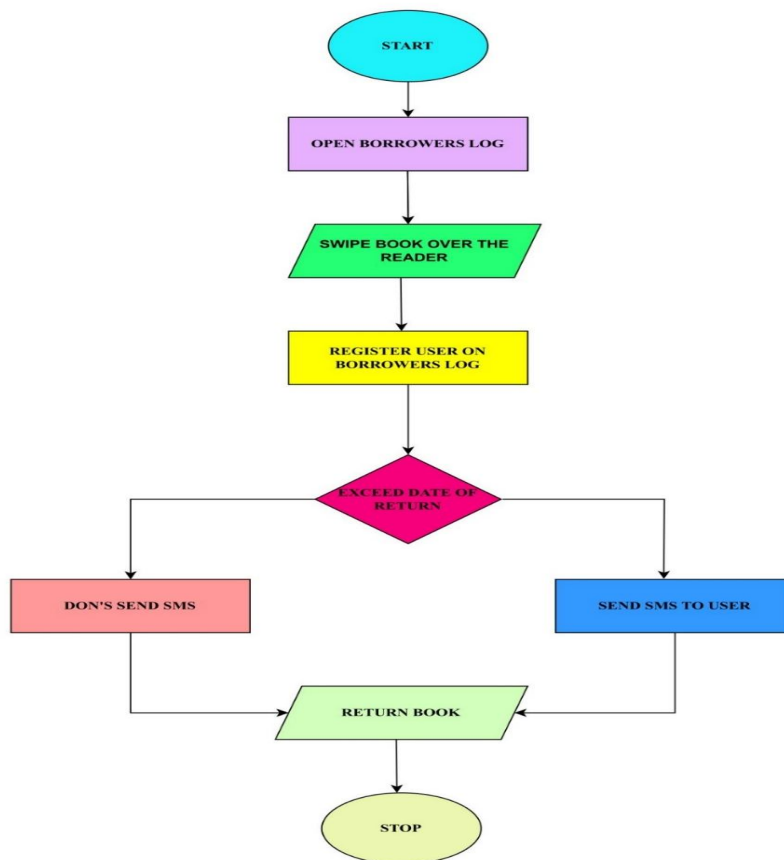 START
OPEN BORROWERS LOG
SWIPE BOOK OVER THE
READER
REGISTER USER ON
BORROWERS LOG
EXCEED DATE OF
RETURN
DON'S SEND SMS
SEND SMS TO USER
RETURN BOOK
STOP